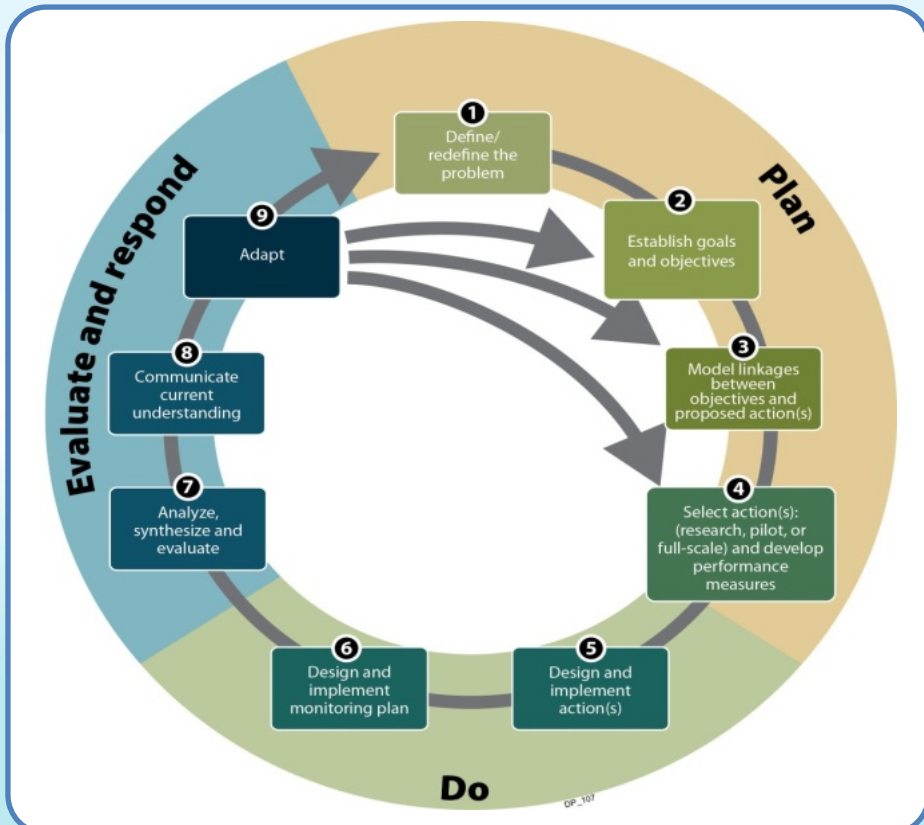 Plan
1
Define/
redefine the
problem
2
Establish goals
and objectives
3
Model linkages
between
objectives and
proposed action(s)
4
Select action(s):
(research, pilot, or
full-scale) and develop
performance
measures
Do
5
Design and
implement
action(s)
6
Design and
implement
monitoring plan
Evaluate and respond
7
Analyze,
synthesize and
evaluate
8
Communicate
current
understanding
9
Adapt
DP_107